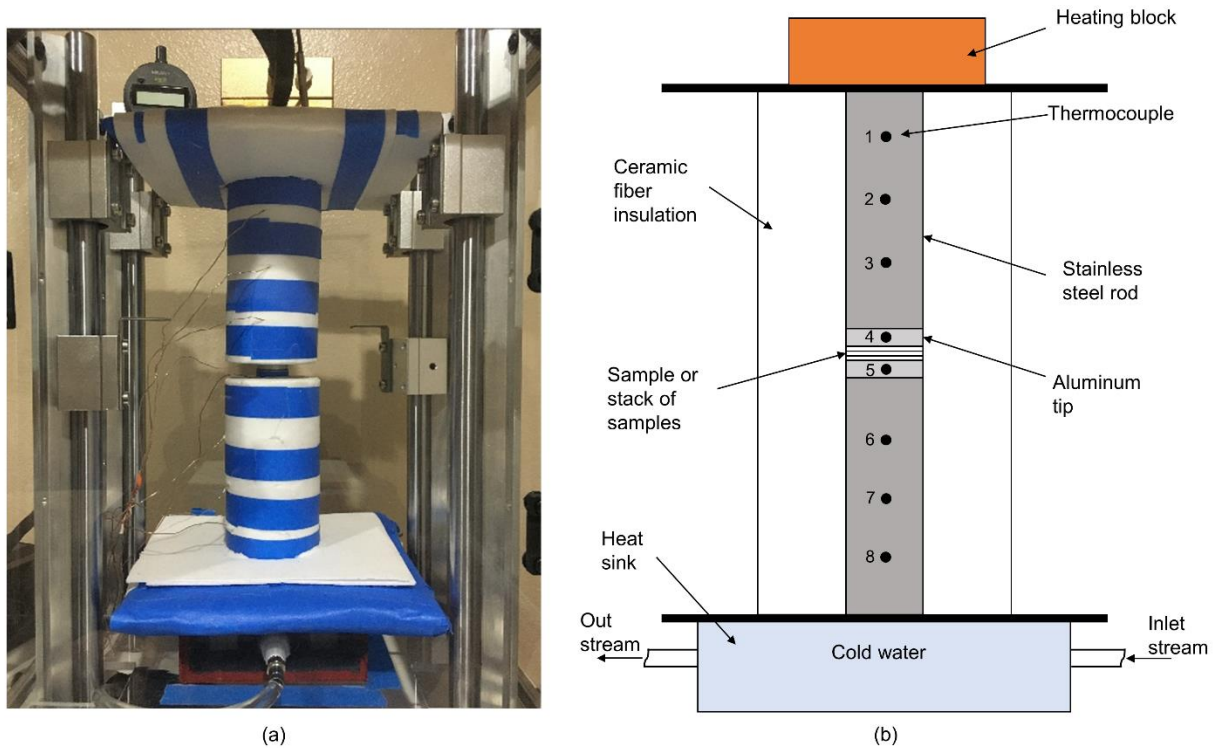 Heating block
Thermocouple
1
Ceramic
fiber
insulation
2
3
Stainless
steel rod
4
Sample or
stack of
samples
5
Aluminum
tip
6
7
8
Heat
sink
Out
stream
Cold water
Inlet
stream
(a)
(b)